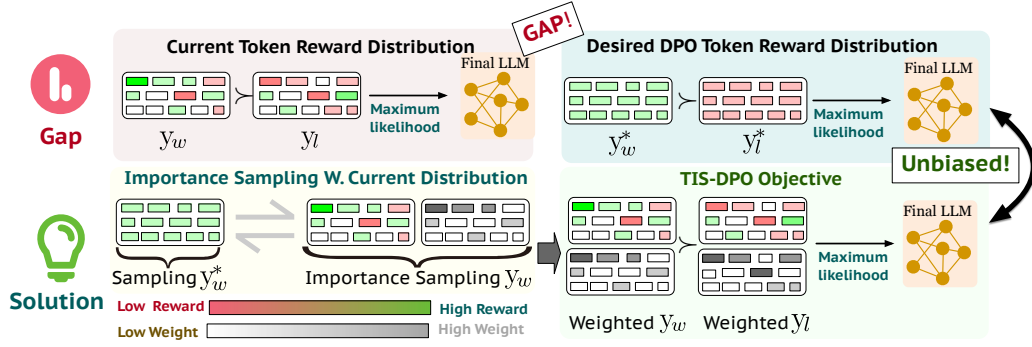 Current Token Reward Distribution
GAP!
Desired DPO Token Reward Distribution
Final LLM
Final LLM
Maximum
likelihood
Maximum
likelihood
Gap
y_w
≻
y_l
y_w^*
≻
y_l^*
Unbiased!
Importance Sampling W. Current Distribution
TIS-DPO Objective
Final LLM
≻
Maximum
likelihood
Solution
Sampling y_w^*
Importance Sampling y_w
Low Reward
High Reward
Low Weight
High Weight
Weighted y_w
Weighted y_l